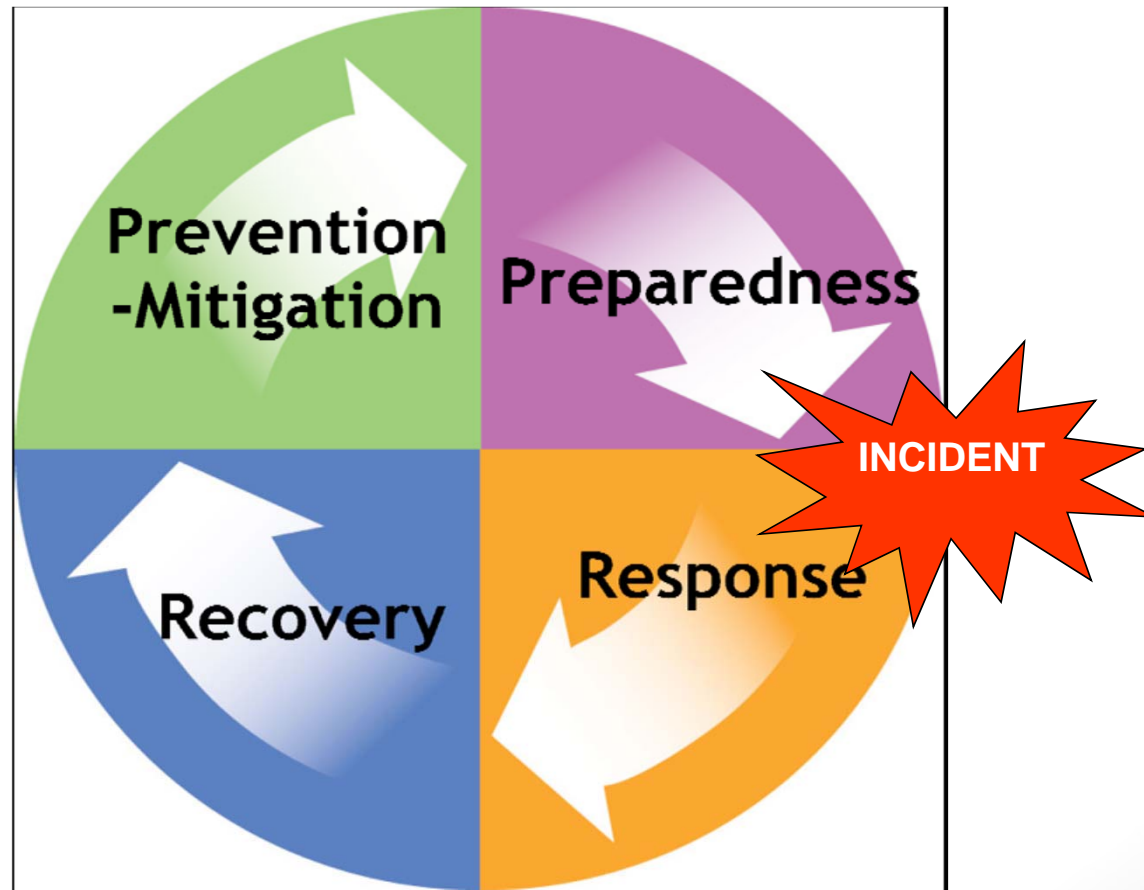 Prevention
-Mitigation
Preparedness
INCIDENT
Response
Recovery